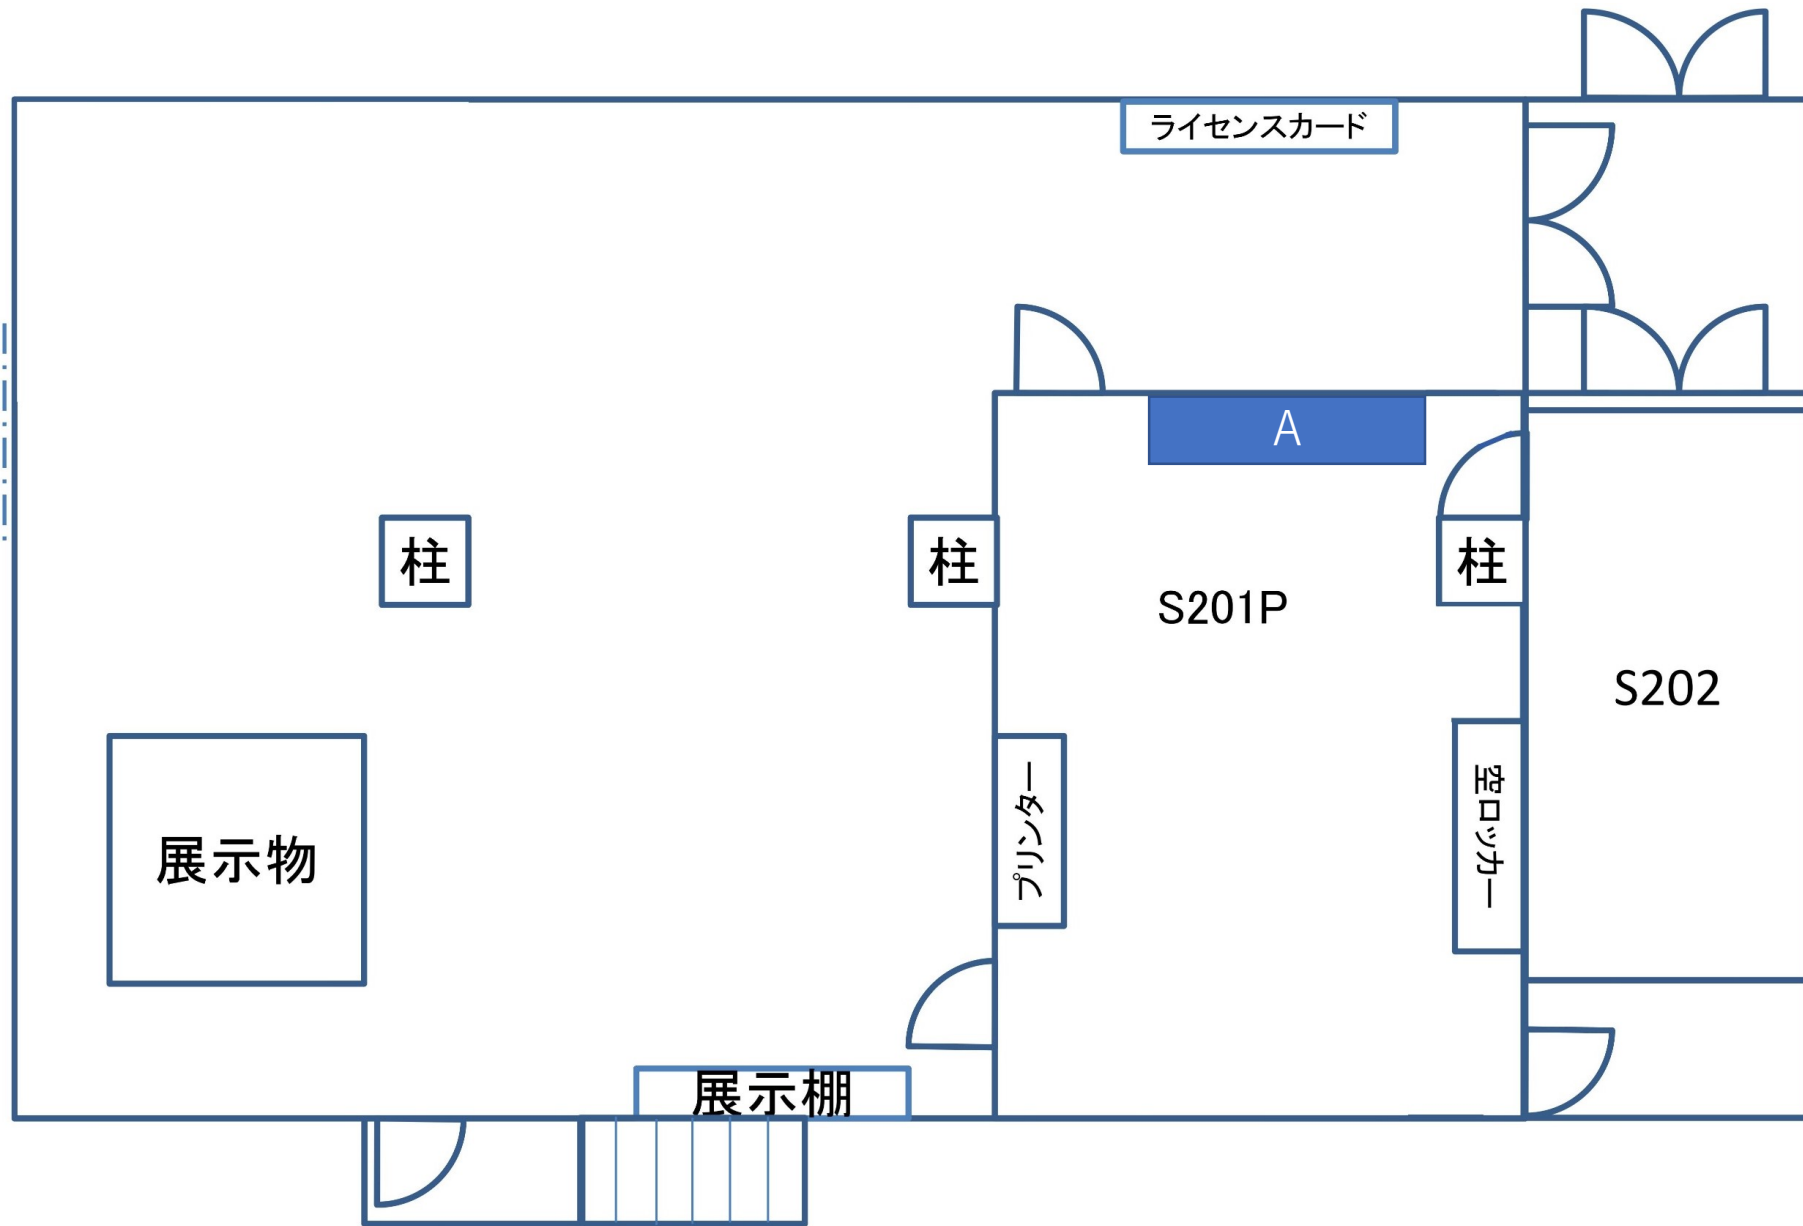 ライセンスカード
A
柱
柱
柱
S201P
S202
プリンター
空ロッカー
展示物
展示棚